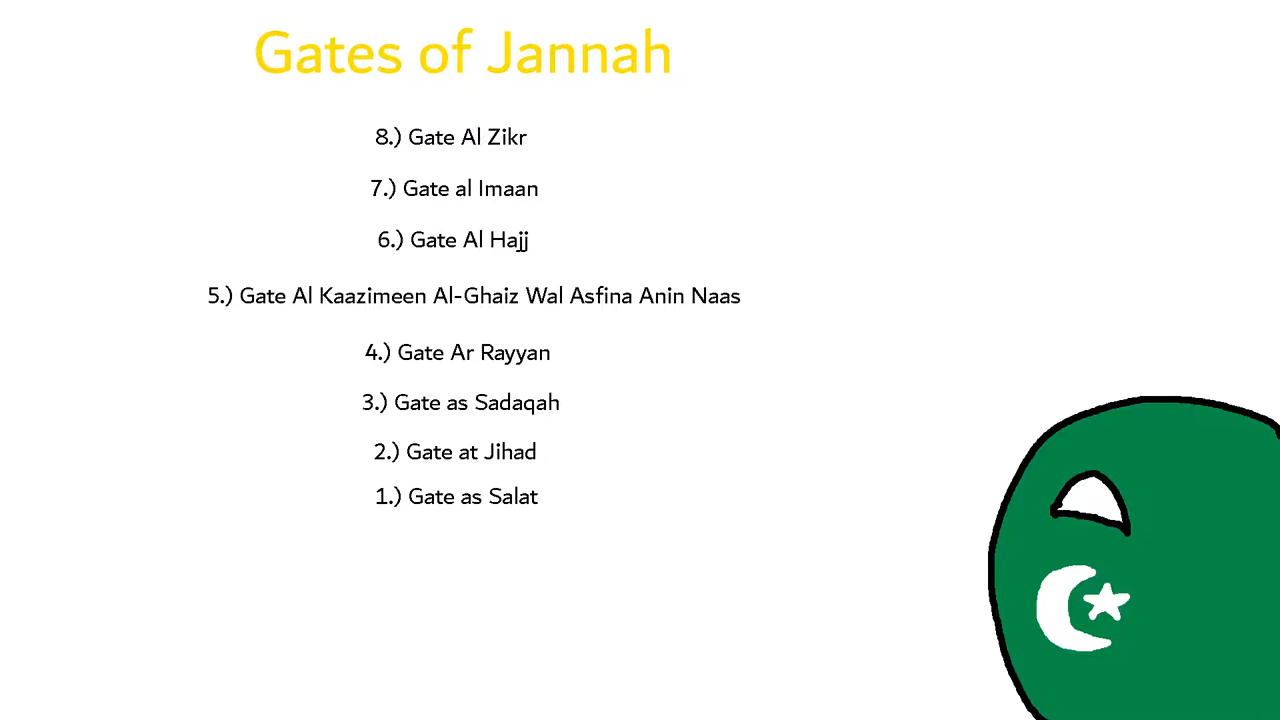 Gates of Jannah
8.) Gate Al Zikr
7.) Gate al Imaan
6.) Gate Al Hajj
5.) Gate Al Kaazimeen Al-Ghaiz Wal Asfina Anin Naas
4.) Gate Ar Rayyan
3.) Gate as Sadaqah
2.) Gate at Jihad
1.) Gate as Salat